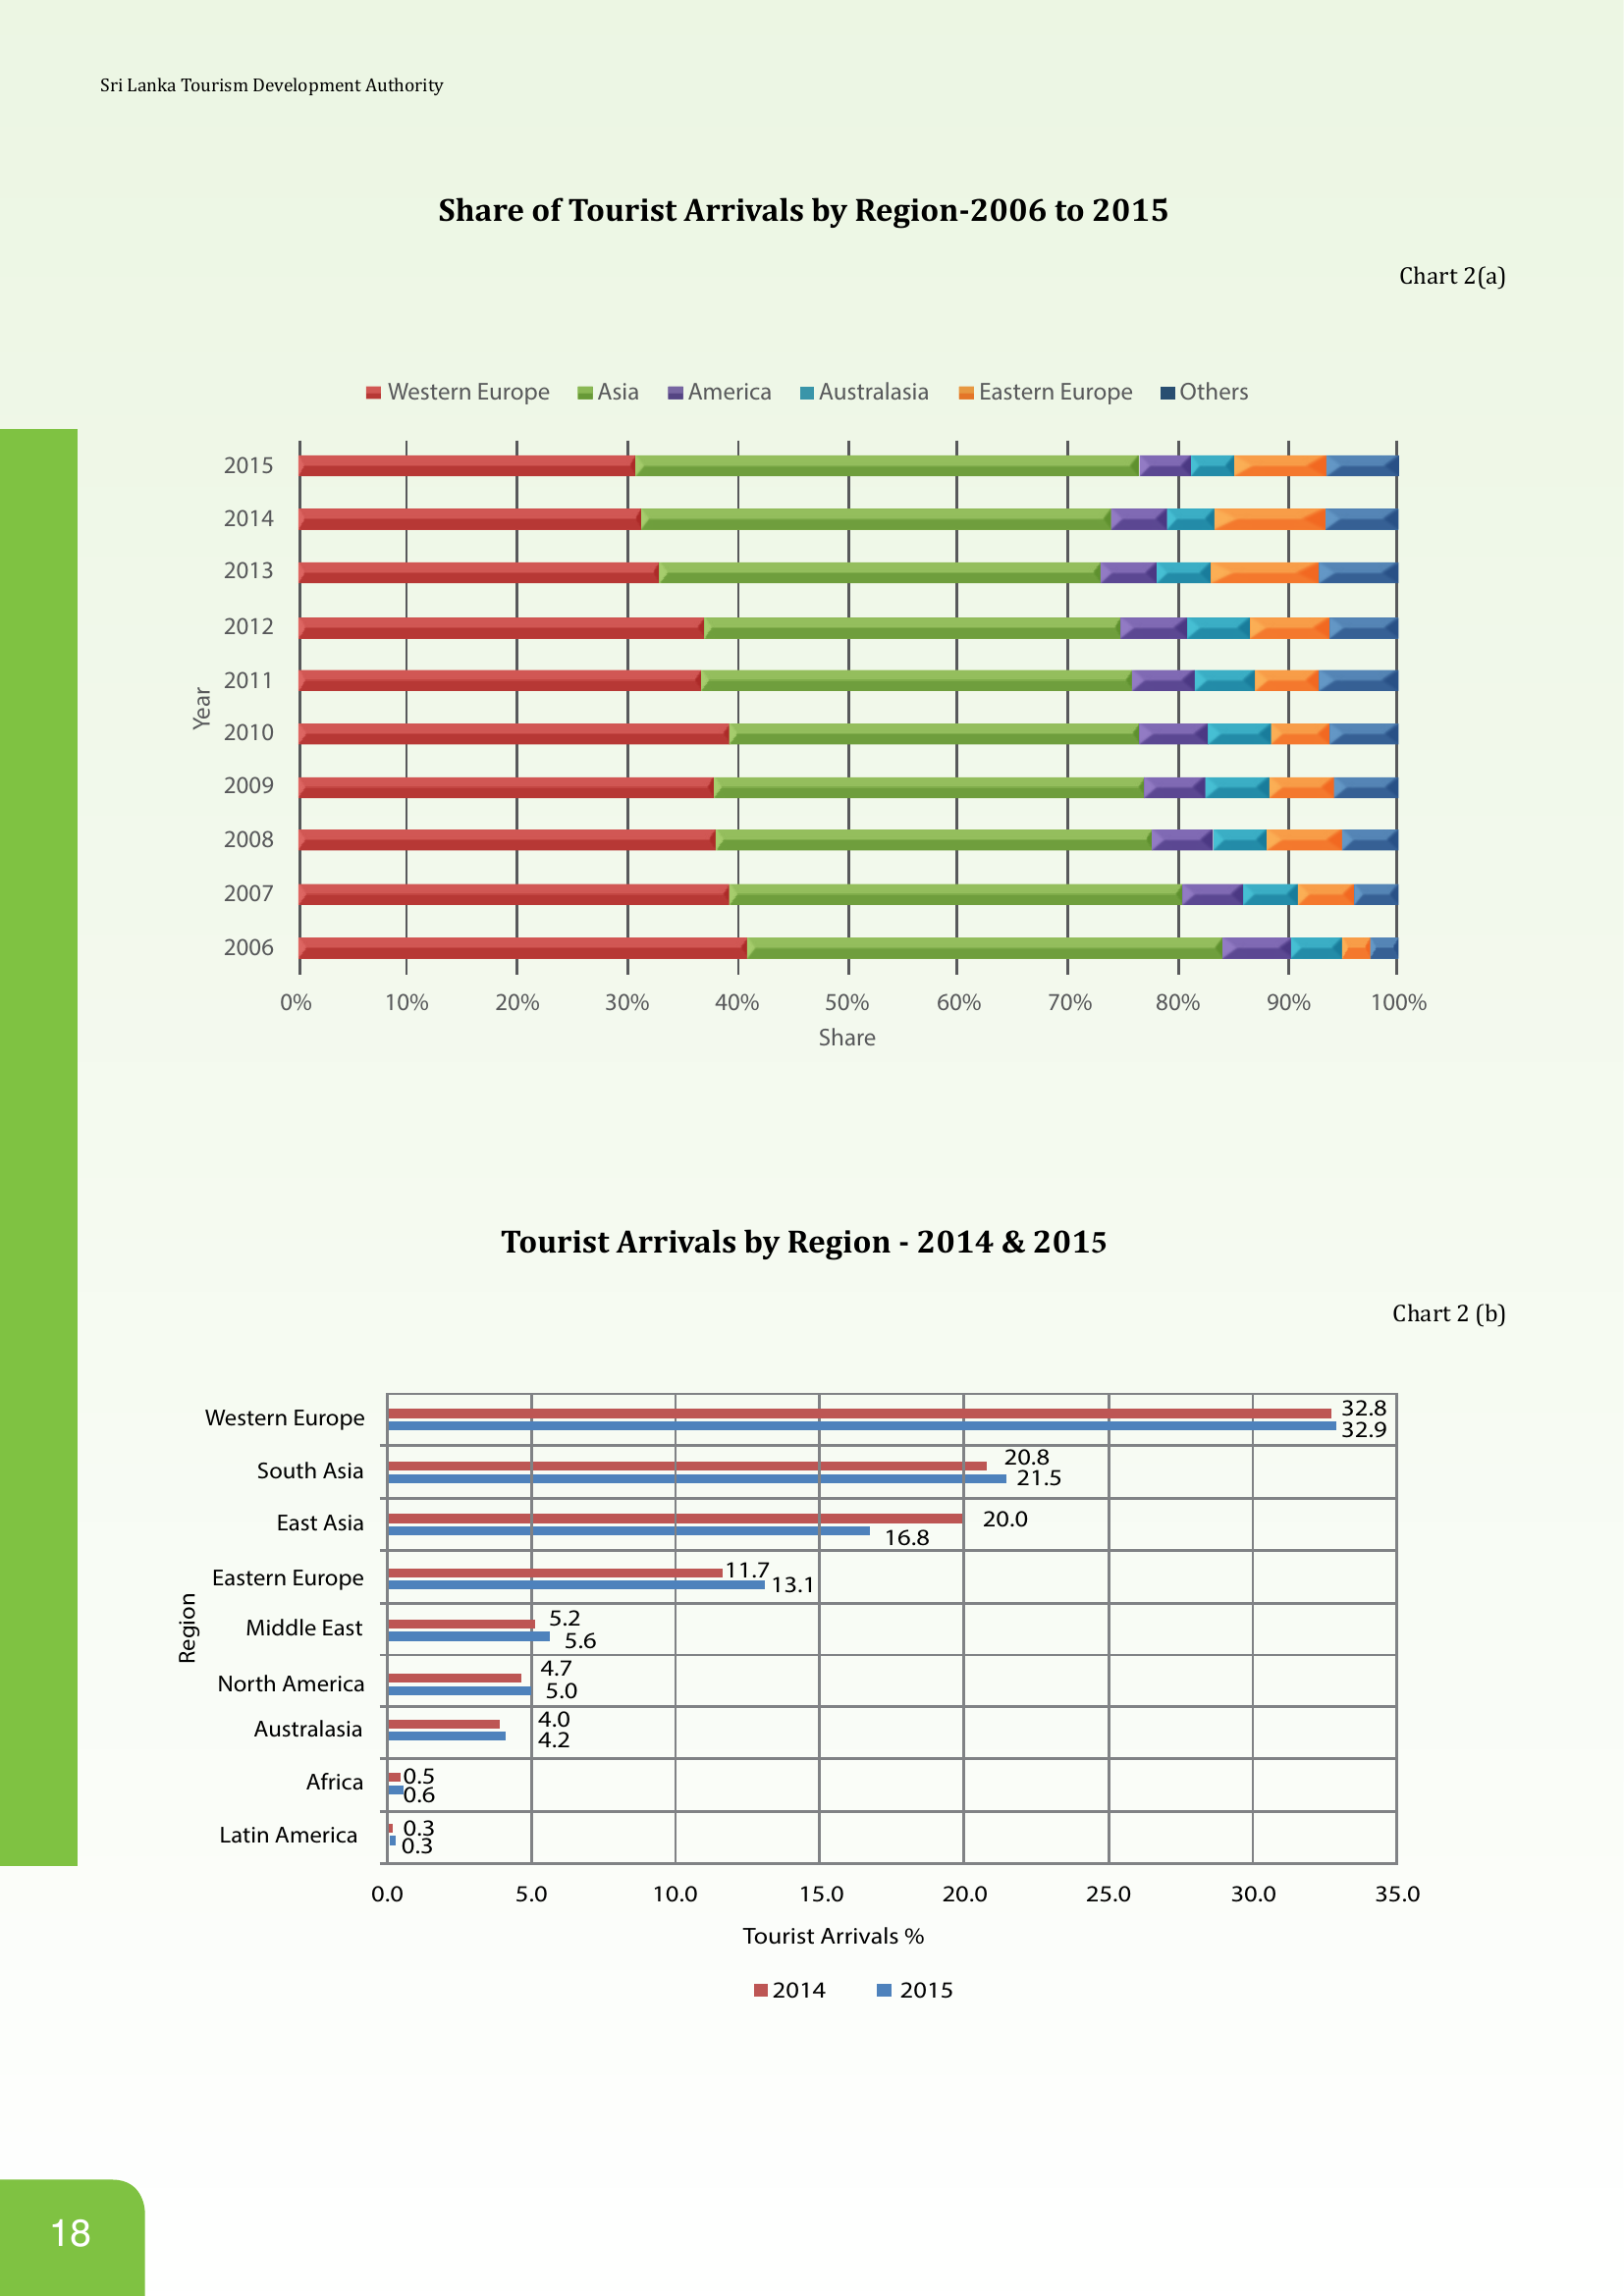 Sri Lanka Tourism Development Authority
Share of Tourist Arrivals by Region-2006 to 2015
Chart 2(a)
Western Europe Asia America Australasia Eastern Europe Others
Year
2015
2014
2013
2012
2011
2010
2009
2008
2007
2006
0% 10% 20% 30% 40% 50% 60% 70% 80% 90% 100%
Share
Tourist Arrivals by Region - 2014 & 2015
Chart 2 (b)
Region
Western Europe 32.8
32.9
South Asia 20.8
21.5
East Asia 20.0
16.8
Eastern Europe 11.7
13.1
Middle East 5.2
5.6
North America 4.7
5.0
Australasia 4.0
4.2
Africa 0.5
0.6
Latin America 0.3
0.3
0.0 5.0 10.0 15.0 20.0 25.0 30.0 35.0
Tourist Arrivals %
2014 2015
18